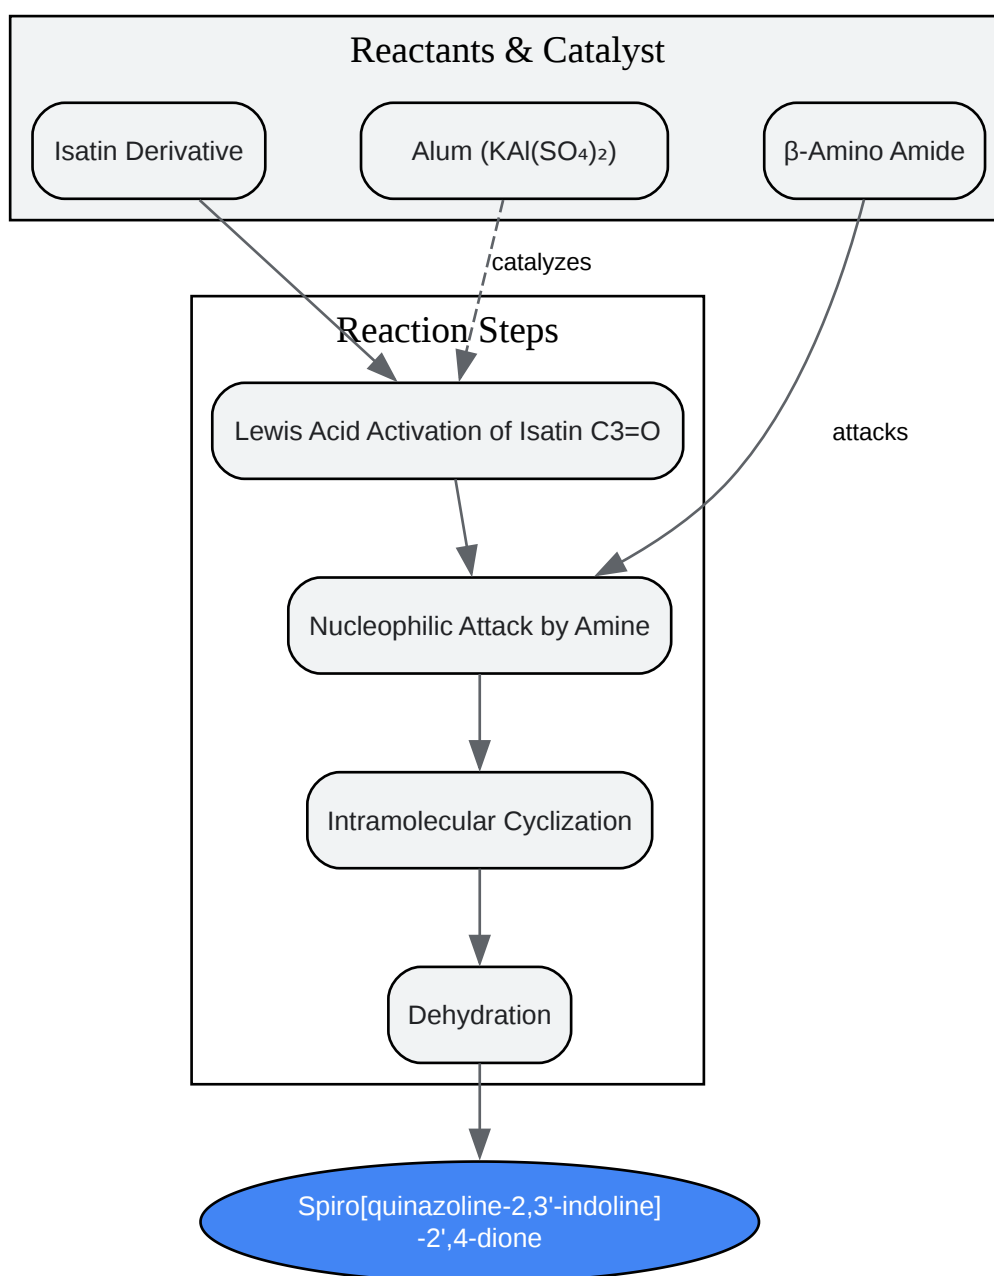 Reactants & Catalyst
Isatin Derivative
Alum (KAl(SO₄)₂)
β-Amino Amide
catalyzes
Reaction Steps
Lewis Acid Activation of Isatin C3=O
attacks
Nucleophilic Attack by Amine
Intramolecular Cyclization
Dehydration
Spiro[quinazoline-2,3'-indoline]
-2',4-dione